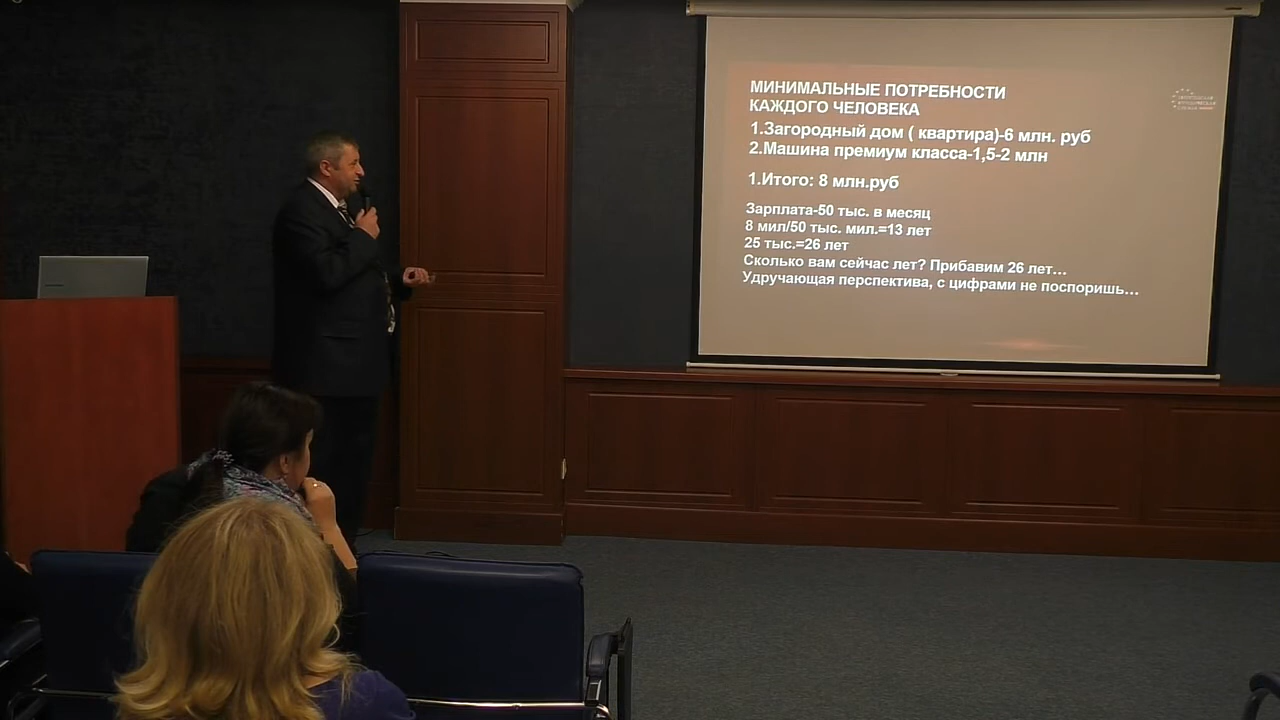 МИНИМАЛЬНЫЕ ПОТРЕБНОСТИ
КАЖДОГО ЧЕЛОВЕКА
1.Загородный дом ( квартира)-6 млн. руб
2.Машина премиум класса-1,5-2 млн
1.Итого: 8 млн.руб
Зарплата-50 тыс. в месяц
8 мил/50 тыс. мил.=13 лет
25 тыс.=26 лет
Сколько вам сейчас лет? Прибавим 26 лет...
Удручающая перспектива, с цифрами не поспоришь...